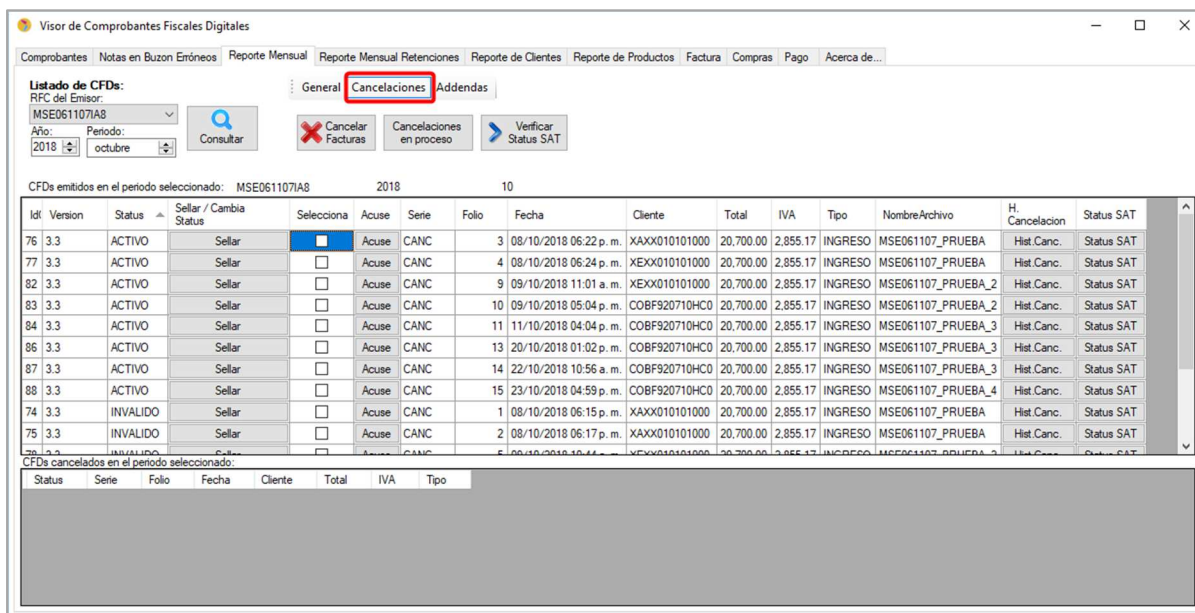 Visor de Comprobantes Fiscales Digitales
Comprobantes Notas en Buzon Erróneos Reporte Mensual Reporte Mensual Retenciones Reporte de Clientes Reporte de Productos Factura Compras Pago Acerca de...
Listado de CFDs:
RFC del Emisor:
MSE061107IA8
Año: Periodo:
2018 octubre
Consultar
General Cancelaciones Addendas
Cancelar Facturas Cancelaciones en proceso Verificar Status SAT
CFDs emitidos en el periodo seleccionado: MSE061107IA8 2018 10
Version Status Sellar / Cambia Status Selecciona Acuse Serie Folio Fecha Cliente Total IVA Tipo NombreArchivo H. Cancelacion Status SAT
76 3.3 ACTIVO Sellar Acuse CANC 3 08/10/2018 06:22 p. m. XAXX010101000 20,700.00 2,855.17 INGRESO MSE061107_PRUEBA Hist.Canc. Status SAT
77 3.3 ACTIVO Sellar Acuse CANC 4 08/10/2018 06:24 p. m. XEXX010101000 20,700.00 2,855.17 INGRESO MSE061107_PRUEBA Hist.Canc. Status SAT
82 3.3 ACTIVO Sellar Acuse CANC 9 09/10/2018 11:01 a. m. XEXX010101000 20,700.00 2,855.17 INGRESO MSE061107_PRUEBA_2 Hist.Canc. Status SAT
83 3.3 ACTIVO Sellar Acuse CANC 10 09/10/2018 05:04 p. m. COBF920710HC0 20,700.00 2,855.17 INGRESO MSE061107_PRUEBA_2 Hist.Canc. Status SAT
84 3.3 ACTIVO Sellar Acuse CANC 11 11/10/2018 04:04 p. m. COBF920710HC0 20,700.00 2,855.17 INGRESO MSE061107_PRUEBA_3 Hist.Canc. Status SAT
86 3.3 ACTIVO Sellar Acuse CANC 13 20/10/2018 01:02 p. m. COBF920710HC0 20,700.00 2,855.17 INGRESO MSE061107_PRUEBA_3 Hist.Canc. Status SAT
87 3.3 ACTIVO Sellar Acuse CANC 14 22/10/2018 10:56 a. m. COBF920710HC0 20,700.00 2,855.17 INGRESO MSE061107_PRUEBA_3 Hist.Canc. Status SAT
88 3.3 ACTIVO Sellar Acuse CANC 15 23/10/2018 04:59 p. m. COBF920710HC0 20,700.00 2,855.17 INGRESO MSE061107_PRUEBA_4 Hist.Canc. Status SAT
74 3.3 INVALIDO Sellar Acuse CANC 1 08/10/2018 06:15 p. m. XAXX010101000 20,700.00 2,855.17 INGRESO MSE061107_PRUEBA Hist.Canc. Status SAT
75 3.3 INVALIDO Sellar Acuse CANC 2 08/10/2018 06:17 p. m. XAXX010101000 20,700.00 2,855.17 INGRESO MSE061107_PRUEBA Hist.Canc. Status SAT
CFDs cancelados en el periodo seleccionado:
Status Serie Folio Fecha Cliente Total IVA Tipo